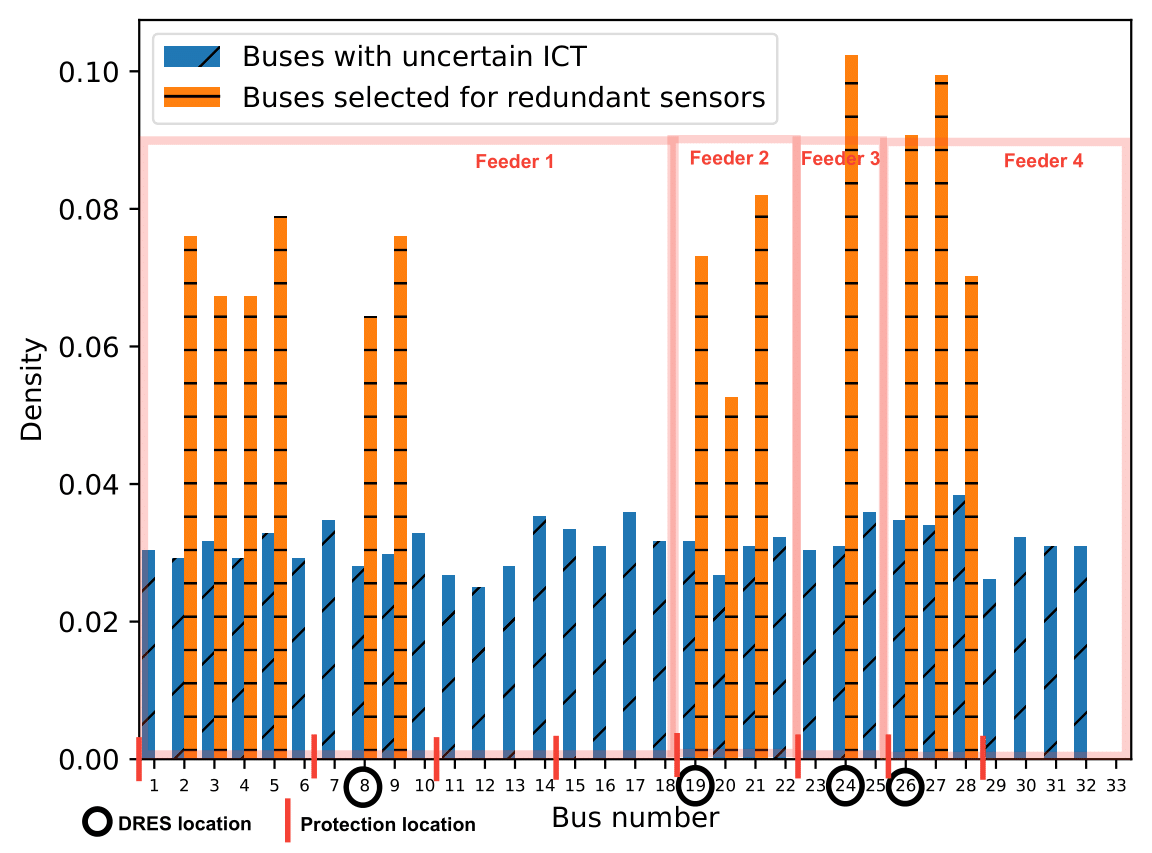 Buses with uncertain ICT
Buses selected for redundant sensors
Feeder 1
Feeder 2
Feeder 3
Feeder 4
0.10
0.08
0.06
0.04
0.02
0.00
Density
1 2 3 4 5 6 7 8 9 10 11 12 13 14 15 16 17 18 19 20 21 22 23 24 25 26 27 28 29 30 31 32 33
Bus number
DRES location
Protection location